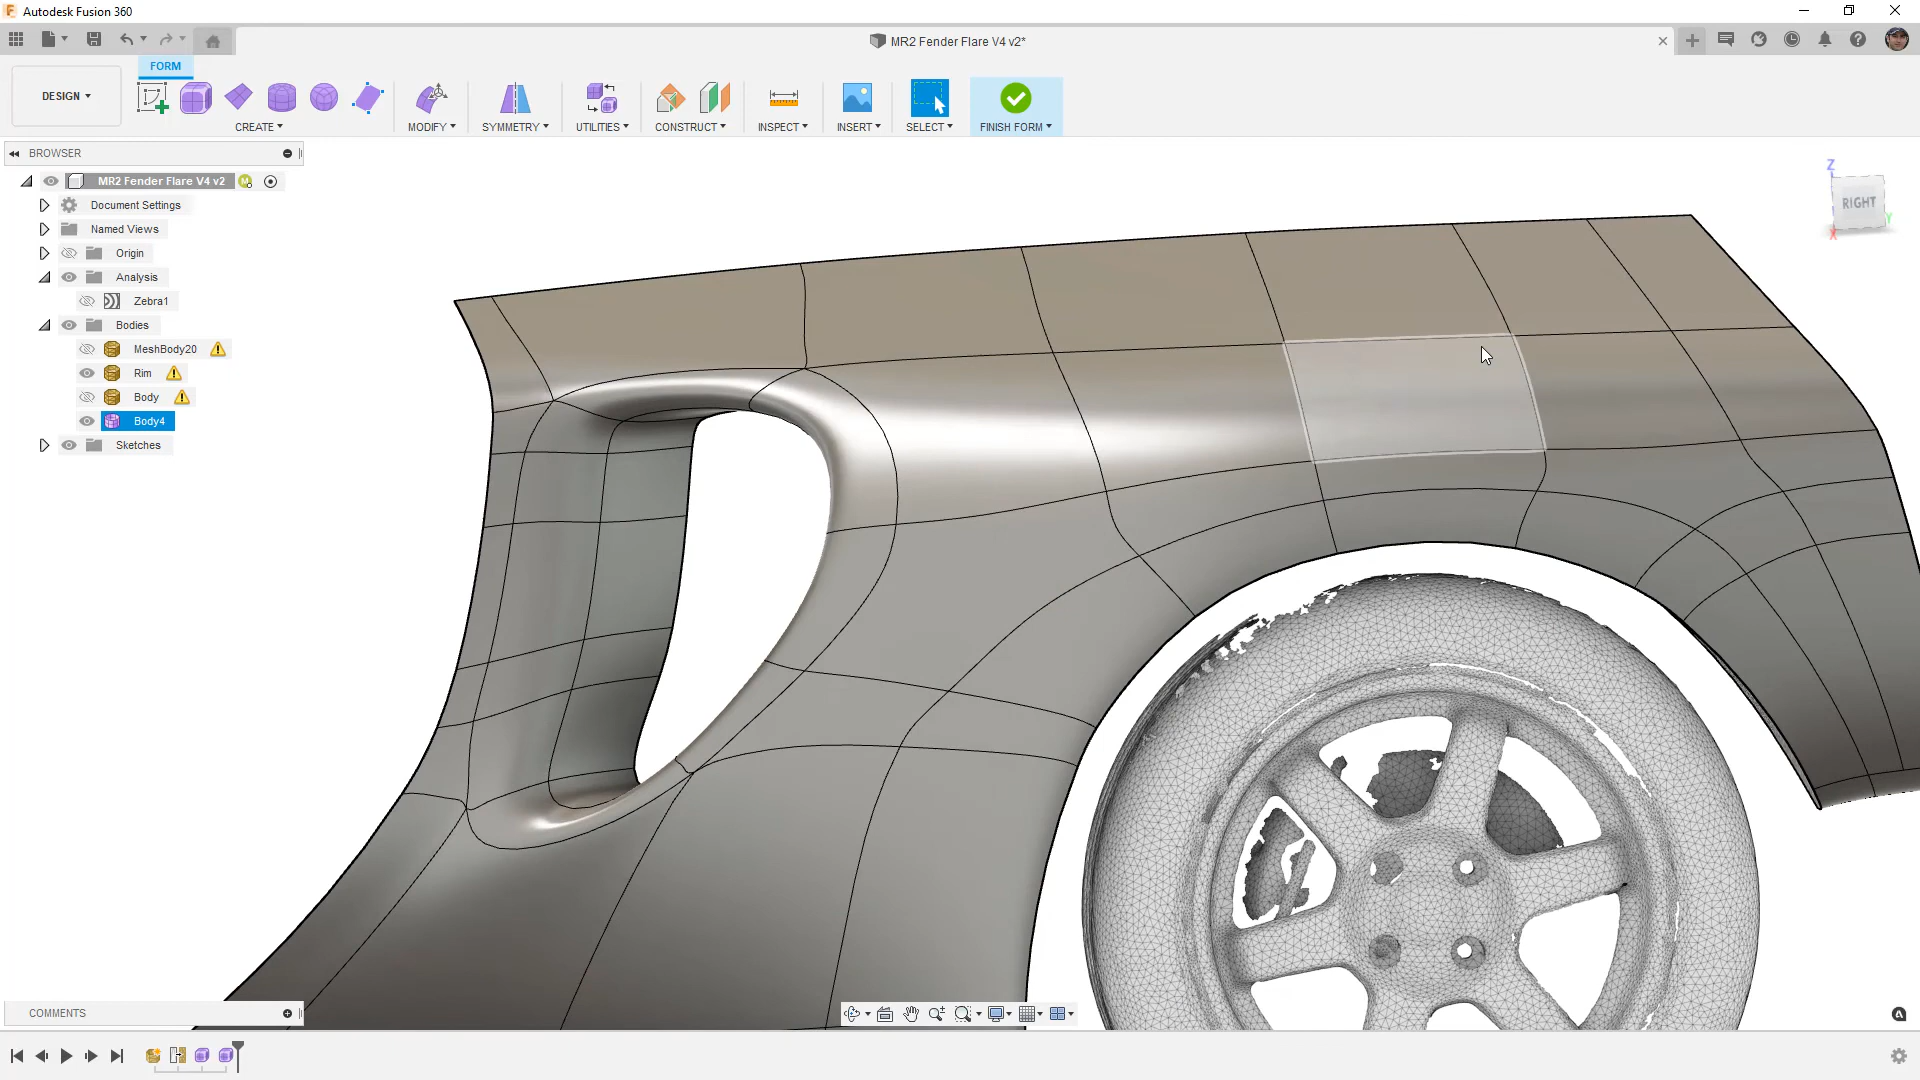 Autodesk Fusion 360
MR2 Fender Flare V4 v2*
FORM
DESIGN
CREATE
MODIFY
SYMMETRY
UTILITIES
CONSTRUCT
INSPECT
INSERT
SELECT
FINISH FORM
BROWSER
MR2 Fender Flare V4 v2
Document Settings
Named Views
Origin
Analysis
Zebra1
Bodies
MeshBody20
Rim
Body
Body4
Sketches
Z
RIGHT
Y
X
COMMENTS